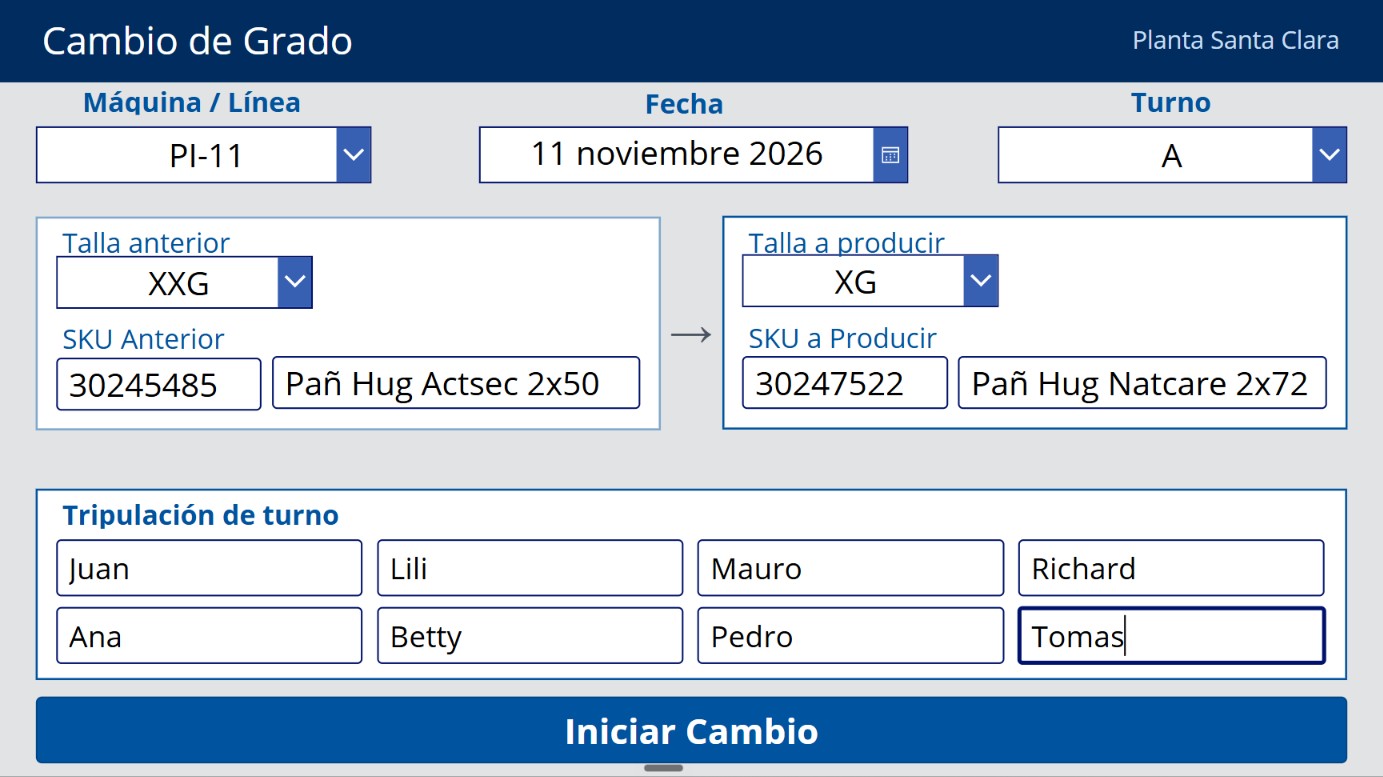 Cambio de Grado
Planta Santa Clara
Máquina / Línea
Fecha
Turno
PI-11
11 noviembre 2026
A
Talla anterior
XXG
SKU Anterior
30245485
Pañ Hug Actsec 2x50
→
Talla a producir
XG
SKU a Producir
30247522
Pañ Hug Natcare 2x72
Tripulación de turno
Juan
Lili
Mauro
Richard
Ana
Betty
Pedro
Tomas
Iniciar Cambio